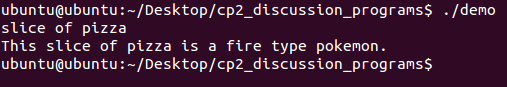 ubuntu@ubuntu:~/Desktop/cp2_discussion_programs$ ./demo
slice of pizza
This slice of pizza is a fire type pokemon.
ubuntu@ubuntu:~/Desktop/cp2_discussion_programs$